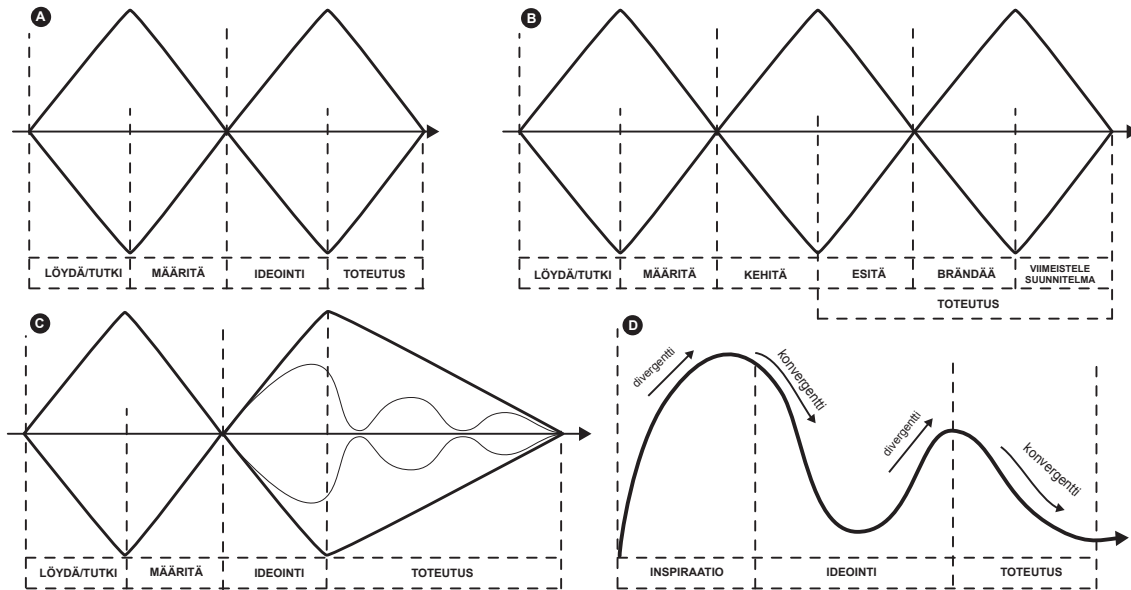 A
LÖYDÄ/TUTKI
MÄÄRITÄ
IDEOINTI
TOTEUTUS
B
LÖYDÄ/TUTKI
MÄÄRITÄ
KEHITÄ
ESITÄ
BRÄNDÄÄ
VIIMEISTELE
SUUNNITELMA
TOTEUTUS
C
LÖYDÄ/TUTKI
MÄÄRITÄ
IDEOINTI
TOTEUTUS
D
divergentti
konvergentti
divergentti
konvergentti
INSPIRAATIO
IDEOINTI
TOTEUTUS